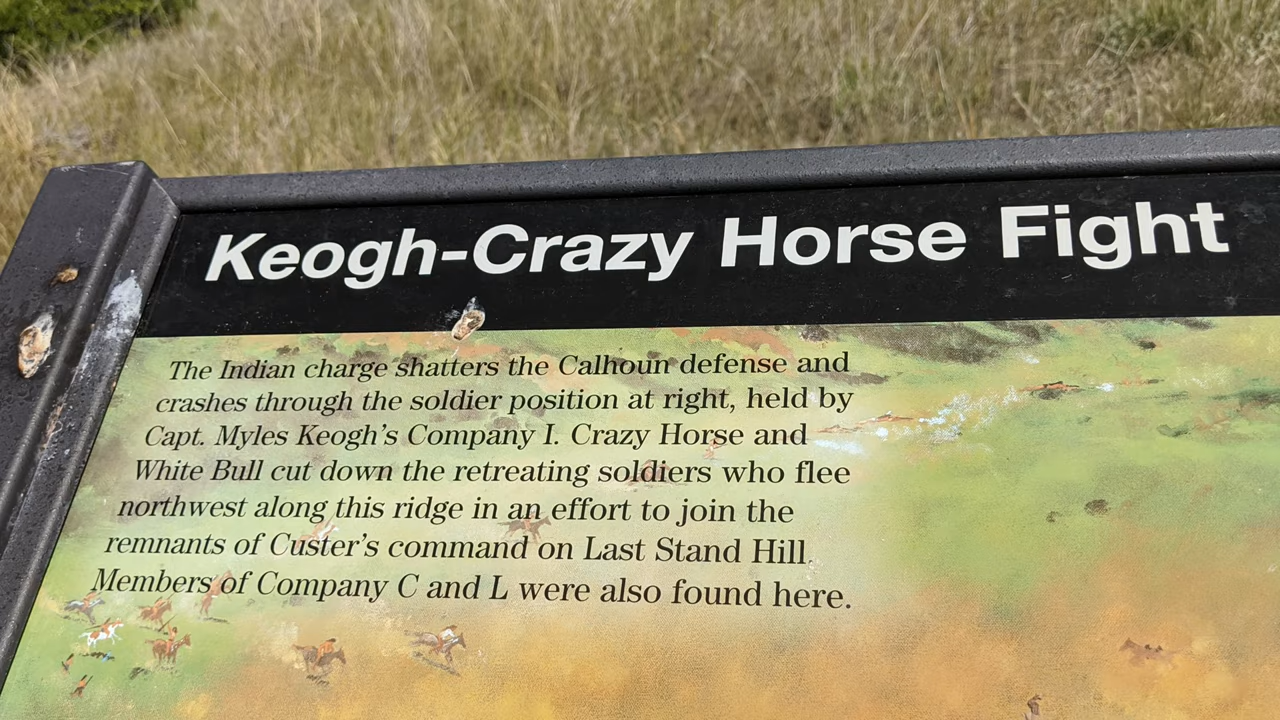 Keogh-Crazy Horse Fight
The Indian charge shatters the Calhoun defense and
crashes through the soldier position at right, held by
Capt. Myles Keogh's Company I. Crazy Horse and
White Bull cut down the retreating soldiers who flee
northwest along this ridge in an effort to join the
remnants of Custer's command on Last Stand Hill.
Members of Company C and L were also found here.